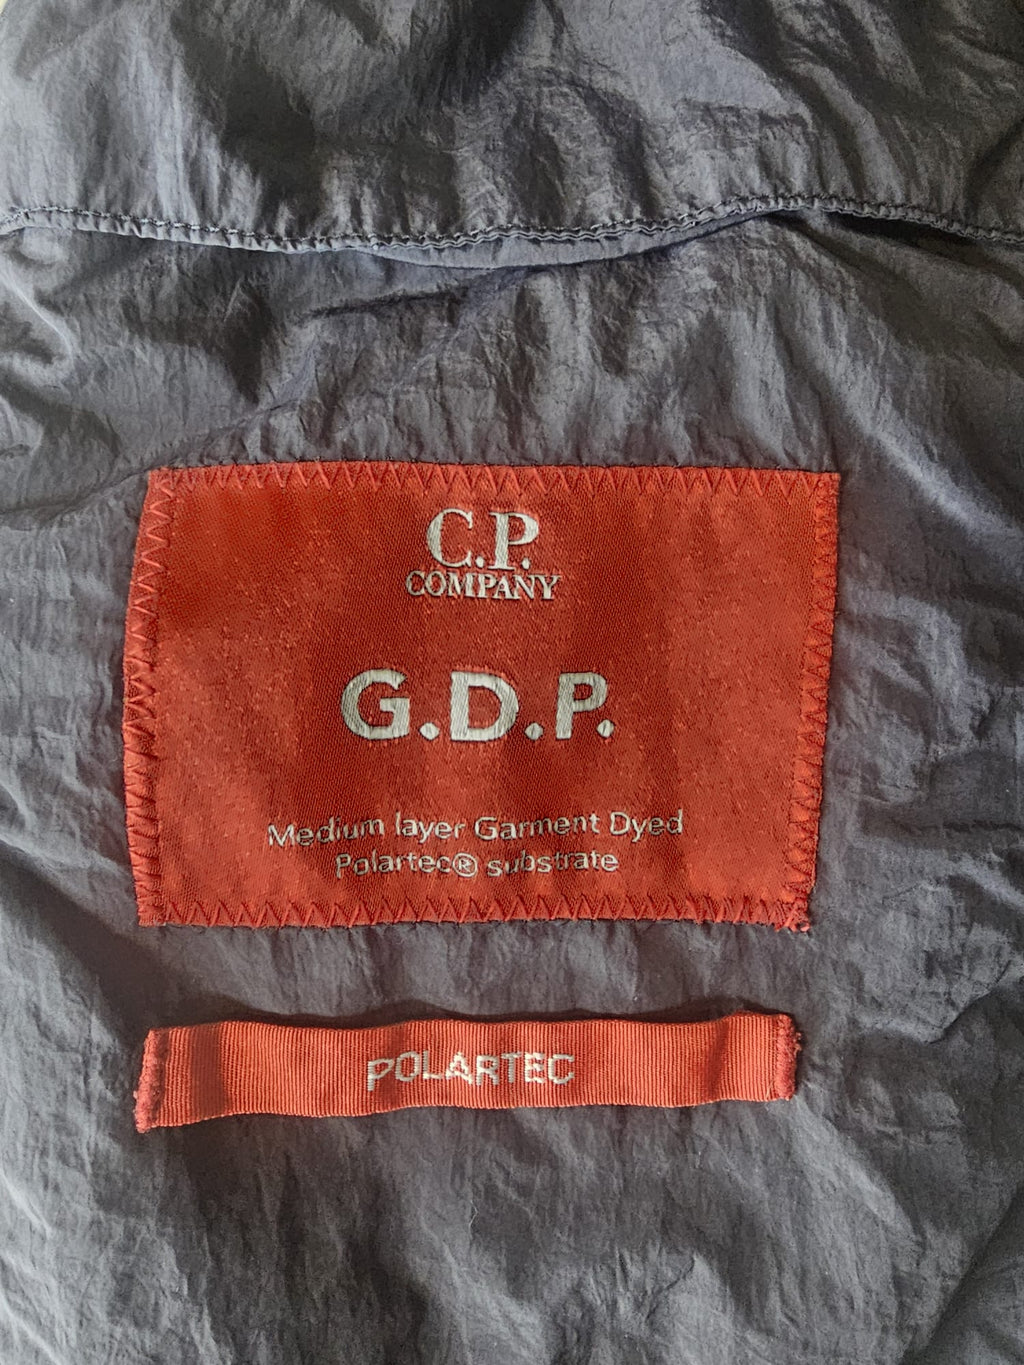 C.P.
COMPANY
G.D.P.
Medium layer Garment Dyed
Polartec® substrate
POLARTEC